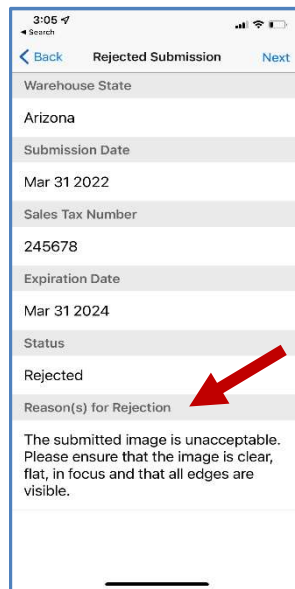 3:05
Search
Back Rejected Submission Next
Warehouse State
Arizona
Submission Date
Mar 31 2022
Sales Tax Number
245678
Expiration Date
Mar 31 2024
Status
Rejected
Reason(s) for Rejection
The submitted image is unacceptable.
Please ensure that the image is clear,
flat, in focus and that all edges are
visible.